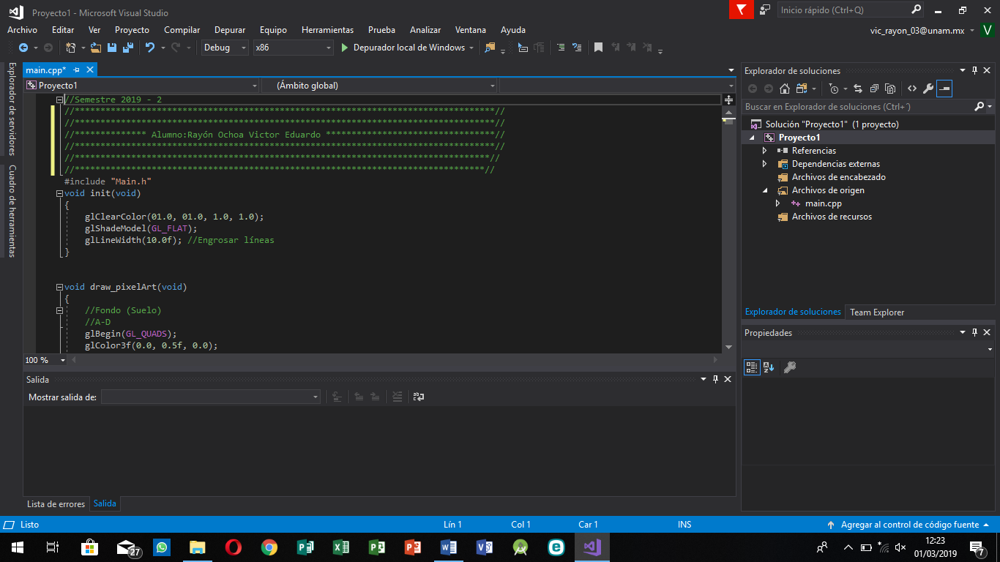 Proyecto1 - Microsoft Visual Studio
Inicio rápido (Ctrl+Q)
Archivo Editar Ver Proyecto Compilar Depurar Equipo Herramientas Prueba Analizar Ventana Ayuda
vic_rayon_03@unam.mx V
Debug x86 Depurador local de Windows
Explorador de servidores
Cuadro de herramientas
main.cpp*
Proyecto1 (Ámbito global)
//Semestre 2019 - 2
//**********************************************************************************//
//**********************************************************************************//
//************** Alumno:Rayón Ochoa Victor Eduardo *********************************//
//**********************************************************************************//
//*********************************************************************************//
//********************************************************************************//
#include "Main.h"
void init(void)
{
glClearColor(01.0, 01.0, 1.0, 1.0);
glShadeModel(GL_FLAT);
glLineWidth(10.0f); //Engrosar líneas
}
void draw_pixelArt(void)
{
//Fondo (Suelo)
//A-D
glBegin(GL_QUADS);
glColor3f(0.0, 0.5f, 0.0);
100 %
Salida
Mostrar salida de:
Lista de errores Salida
Explorador de soluciones
Buscar en Explorador de soluciones (Ctrl+´)
Solución "Proyecto1" (1 proyecto)
Proyecto1
Referencias
Dependencias externas
Archivos de encabezado
Archivos de origen
main.cpp
Archivos de recursos
Explorador de soluciones Team Explorer
Propiedades
Listo Lín 1 Col 1 Car 1 INS Agregar al control de código fuente
27
12:23
01/03/2019
7